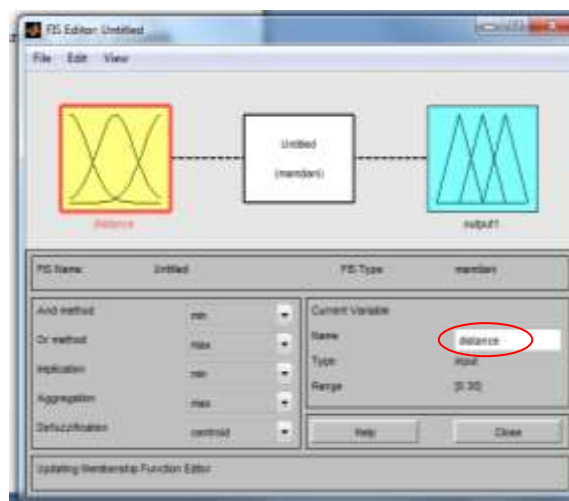 FIS Editor: Untitled
File Edit View
Untitled
(mamdani)
distance
output1
FIS Name: Untitled FIS Type: mamdani
And method min
Or method max
Implication min
Aggregation max
Defuzzification centroid
Current Variable
Name distance
Type input
Range [0 30]
Help Close
Updating Membership Function Editor